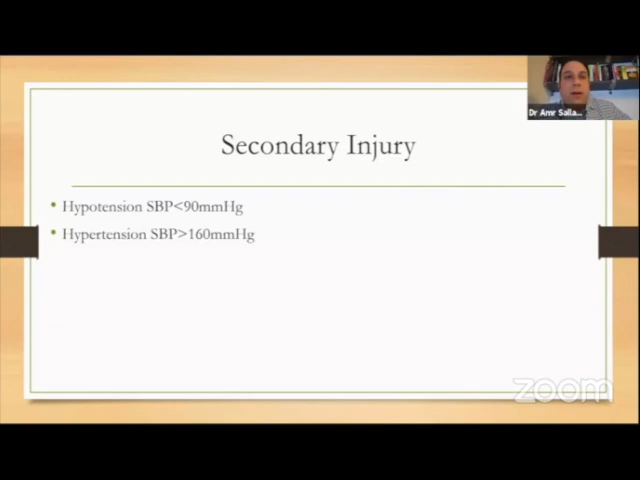 Dr Amr Salla...
Secondary Injury
• Hypotension SBP<90mmHg
• Hypertension SBP>160mmHg
zoom